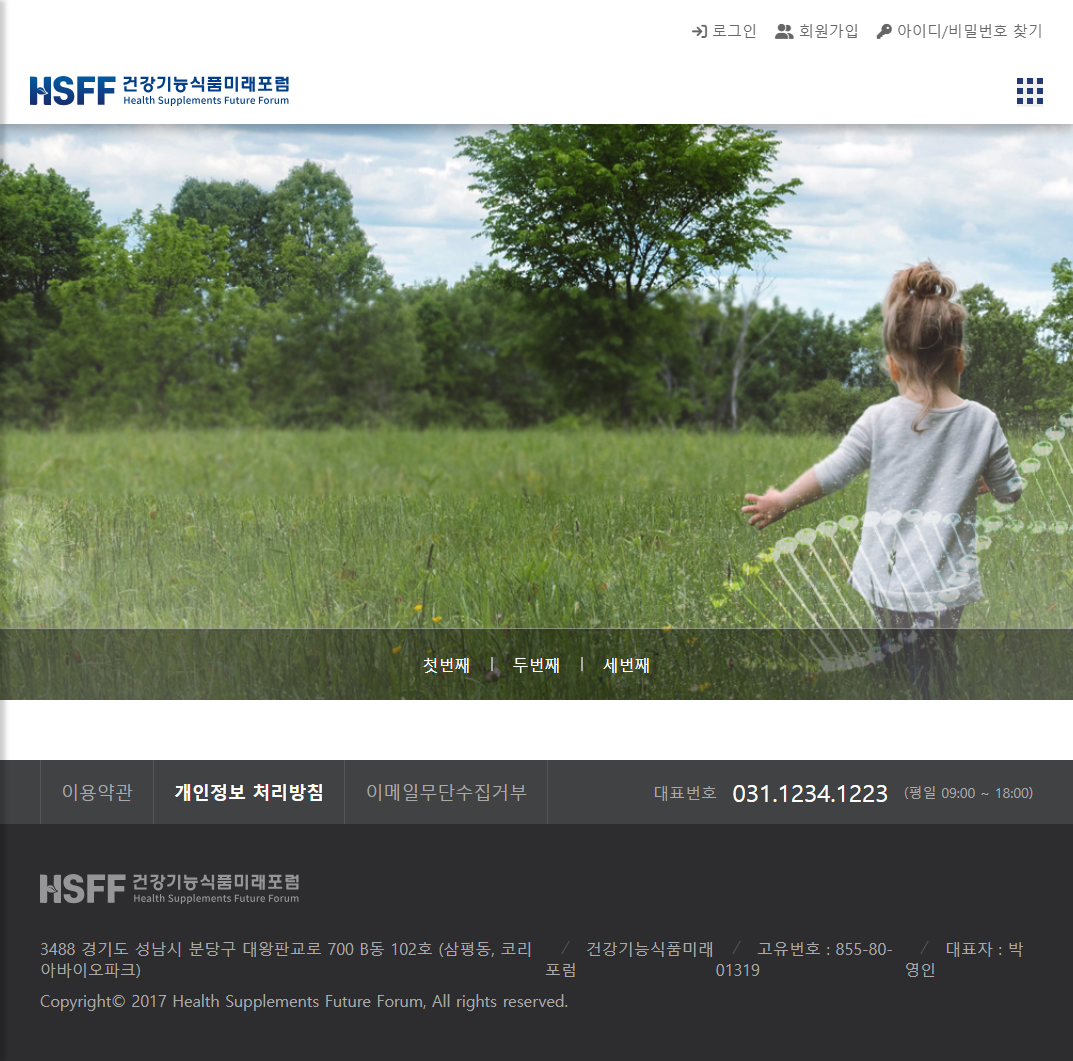 로그인 회원가입 아이디/비밀번호 찾기
HSFF 건강기능식품미래포럼
Health Supplements Future Forum
첫번째 | 두번째 | 세번째
이용약관 개인정보 처리방침 이메일무단수집거부 대표번호 031.1234.1223 (평일 09:00 ~ 18:00)
HSFF 건강기능식품미래포럼
Health Supplements Future Forum
3488 경기도 성남시 분당구 대왕판교로 700 B동 102호 (삼평동, 코리
아바이오파크)
/ 건강기능식품미래
포럼
/ 고유번호 : 855-80-
01319
/ 대표자 : 박
영인
Copyright© 2017 Health Supplements Future Forum, All rights reserved.